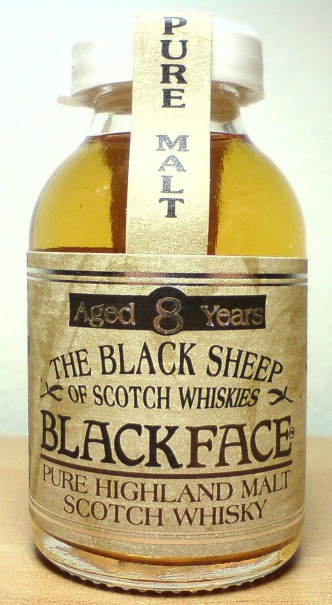 PURE MALT
Aged 8 Years
THE BLACK SHEEP
OF SCOTCH WHISKIES
BLACKFACE®
PURE HIGHLAND MALT
SCOTCH WHISKY